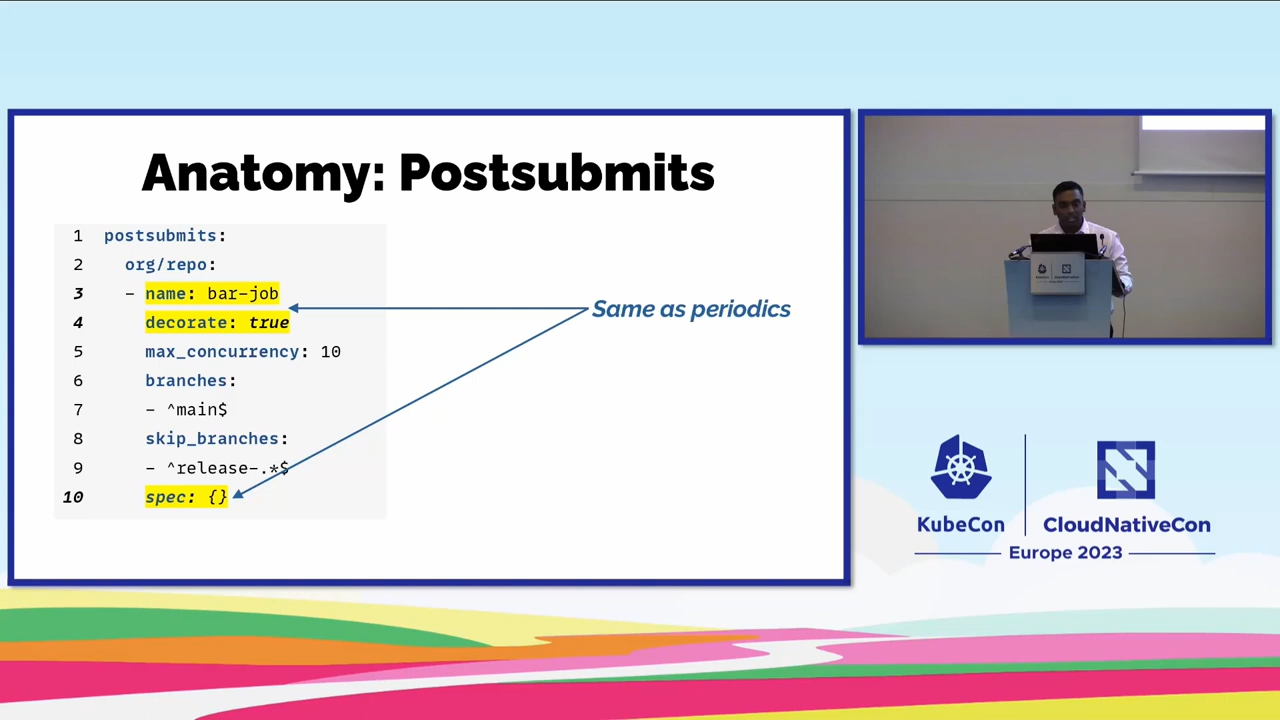 Anatomy: Postsubmits
1 postsubmits:
2 org/repo:
3 - name: bar-job
4 decorate: true
5 max_concurrency: 10
6 branches:
7 - ^main$
8 skip_branches:
9 - ^release-.*$
10 spec: {}
Same as periodics
KubeCon
CloudNativeCon
Europe 2023